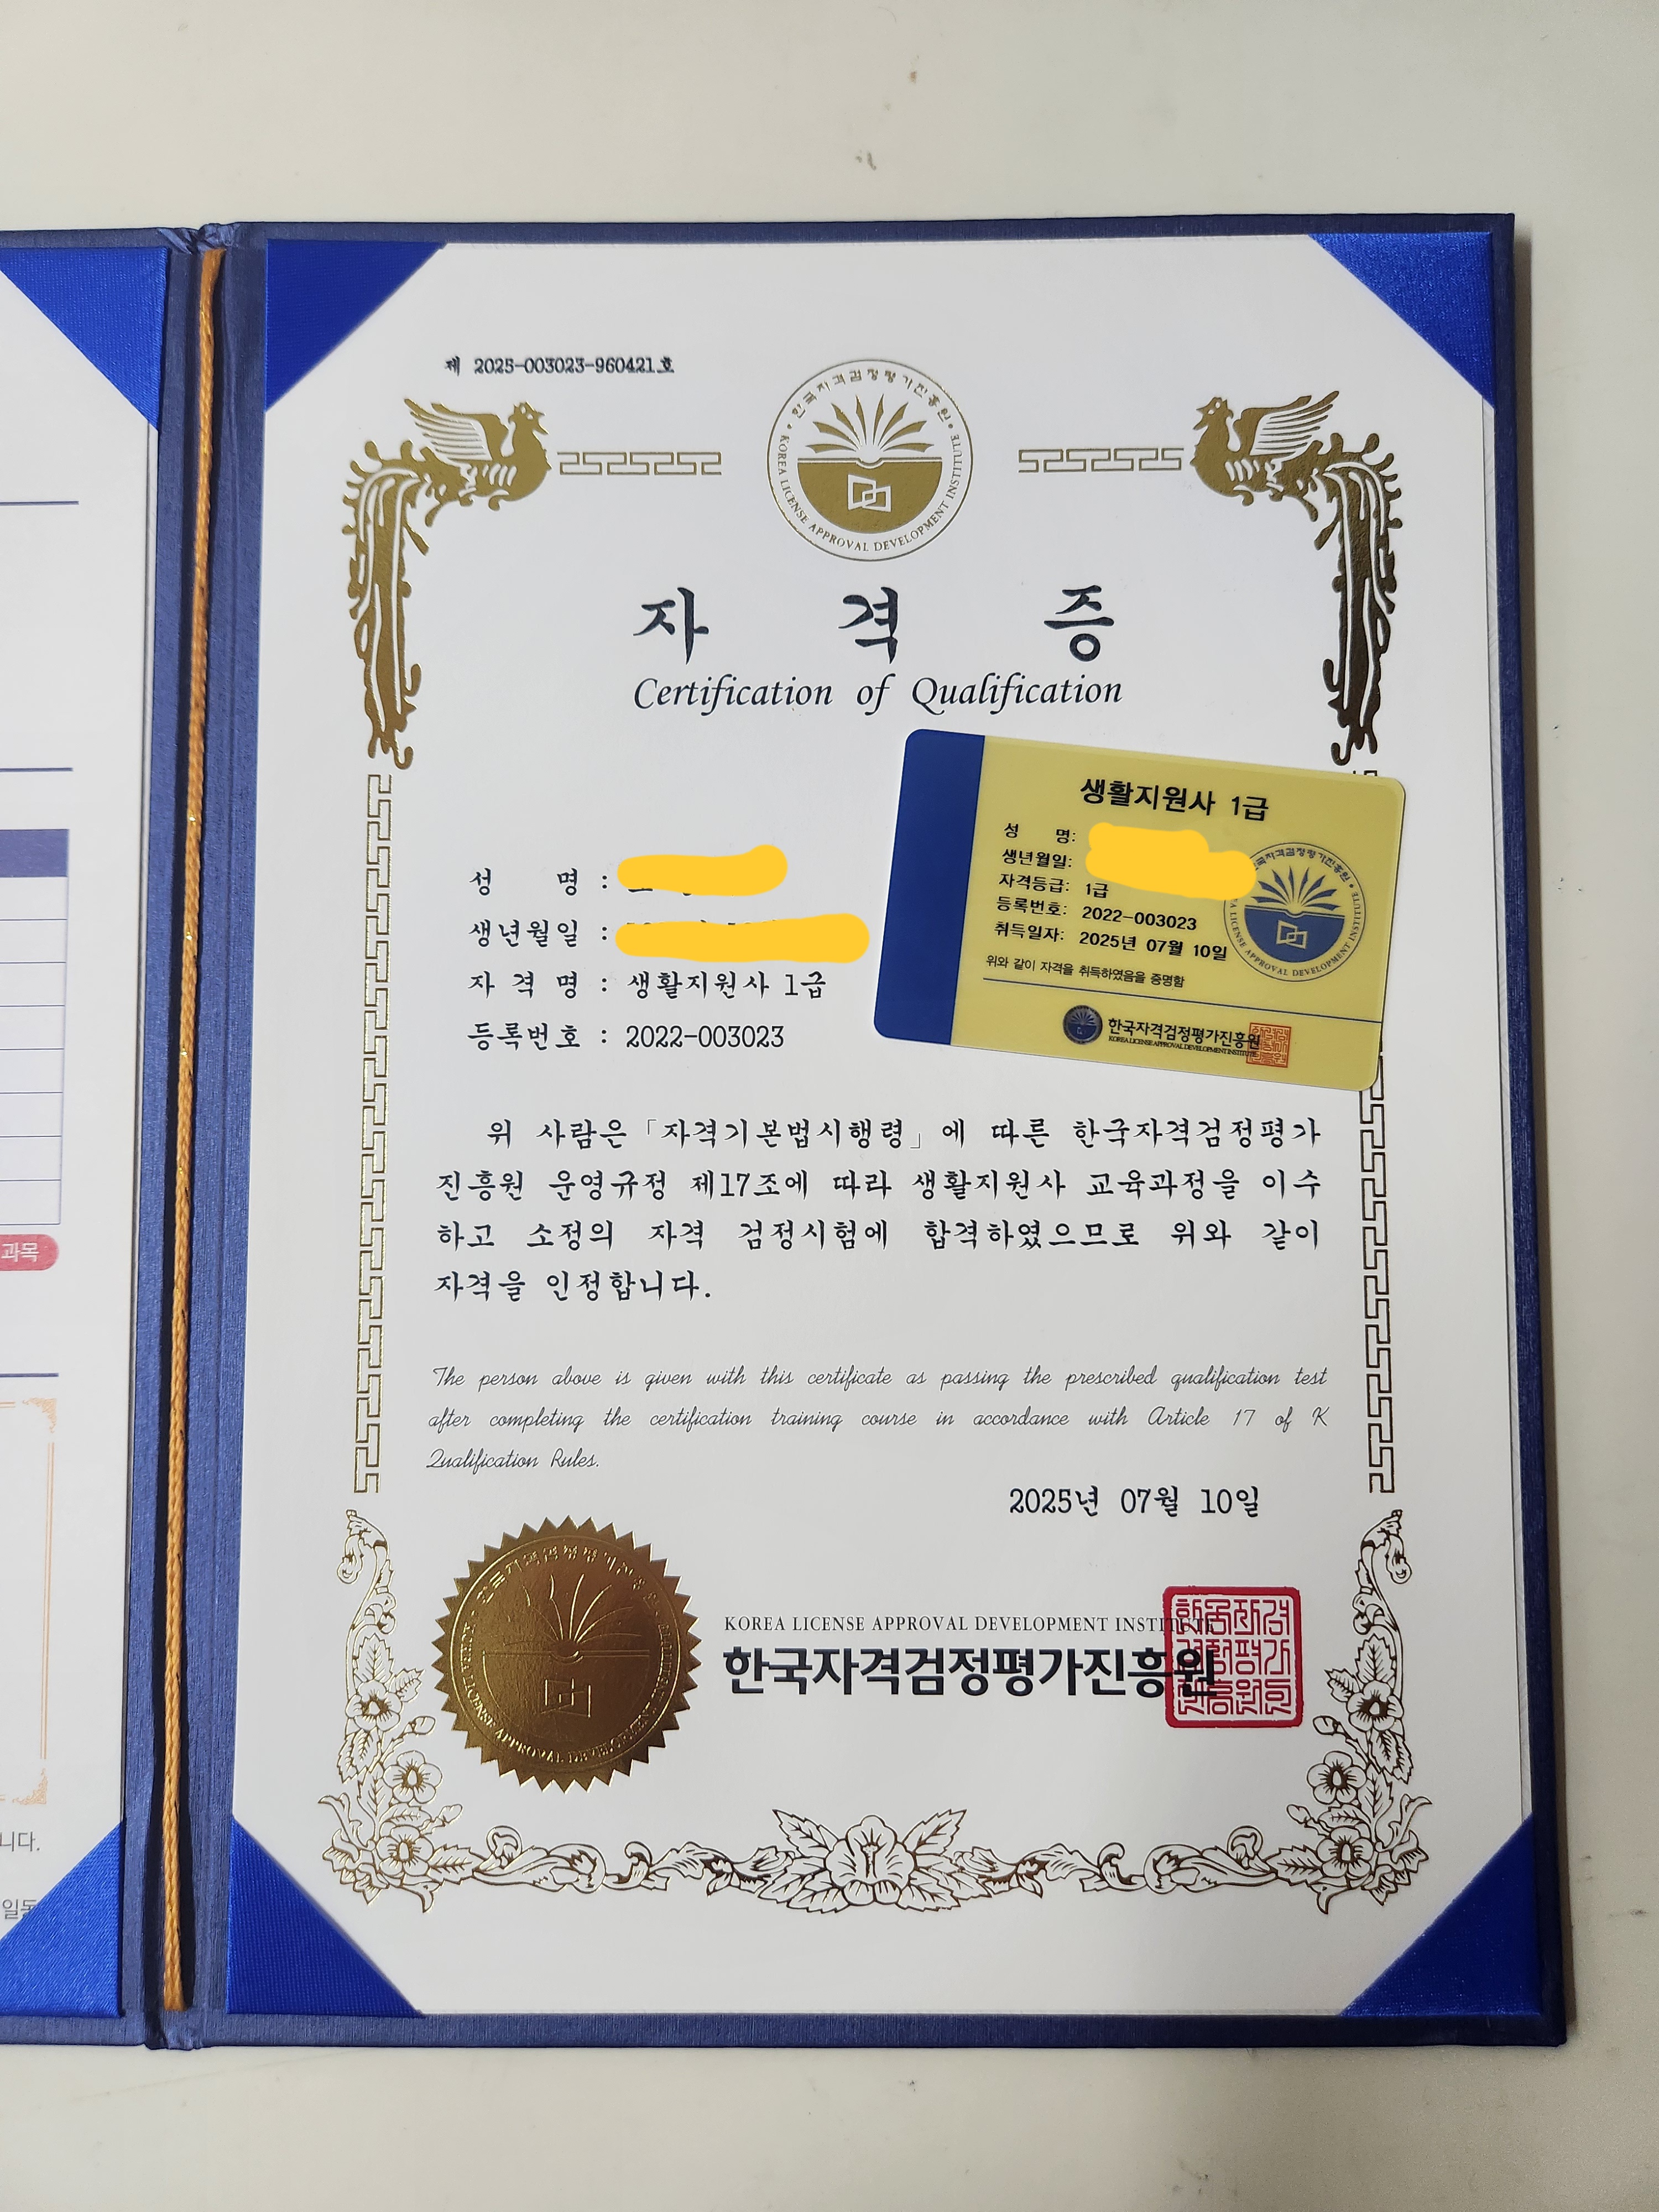 제 2025-003023-960421호
한국자격검정평가진흥원
KOREA LICENSE APPROVAL DEVELOPMENT INSTITUTE
자 격 증
Certification of Qualification
성 명 :
생년월일 :
자 격 명 : 생활지원사 1급
등록번호 : 2022-003023
생활지원사 1급
성 명:
생년월일:
자격등급: 1급
등록번호: 2022-003023
취득일자: 2025년 07월 10일
위와 같이 자격을 취득하였음을 증명함
한국자격검정평가진흥원
KOREA LICENSE APPROVAL DEVELOPMENT INSTITUTE
위 사람은「자격기본법시행령」에 따른 한국자격검정평가
진흥원 운영규정 제17조에 따라 생활지원사 교육과정을 이수
하고 소정의 자격 검정시험에 합격하였으므로 위와 같이
자격을 인정합니다.
The person above is given with this certificate as passing the prescribed qualification test
after completing the certification training course in accordance with Article 17 of K
Qualification Rules.
2025년 07월 10일
KOREA LICENSE APPROVAL DEVELOPMENT INSTITUTE
한국자격검정평가진흥원
과목
니다.